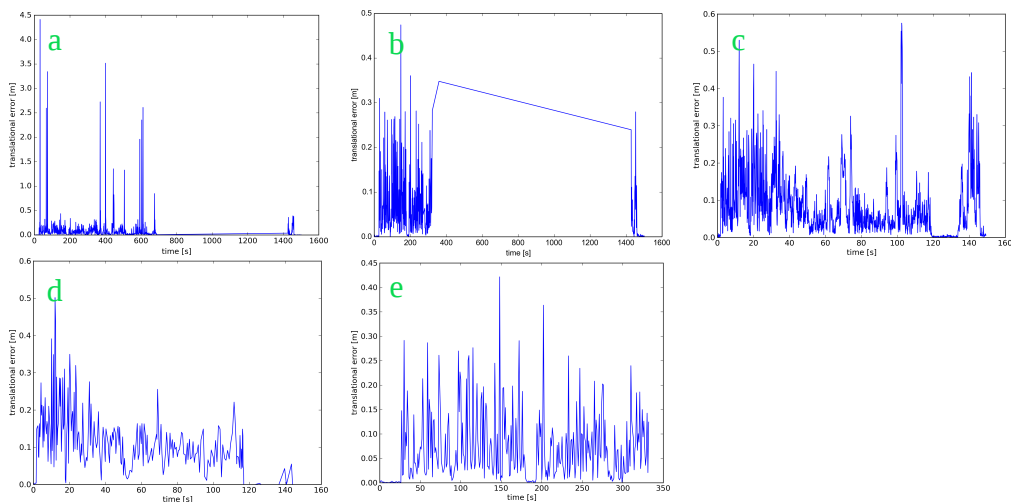 a
4.5
4.0
3.5
3.0
2.5
2.0
1.5
1.0
0.5
0.0
translational error [m]
0 200 400 600 800 1000 1200 1400 1600
time [s]
b
0.5
0.4
0.3
0.2
0.1
0.0
translational error [m]
0 200 400 600 800 1000 1200 1400 1600
time [s]
c
0.6
0.5
0.4
0.3
0.2
0.1
0.0
translational error [m]
0 20 40 60 80 100 120 140 160
time [s]
d
0.6
0.5
0.4
0.3
0.2
0.1
0.0
translational error [m]
0 20 40 60 80 100 120 140 160
time [s]
e
0.45
0.40
0.35
0.30
0.25
0.20
0.15
0.10
0.05
0.00
translational error [m]
0 50 100 150 200 250 300 350
time [s]